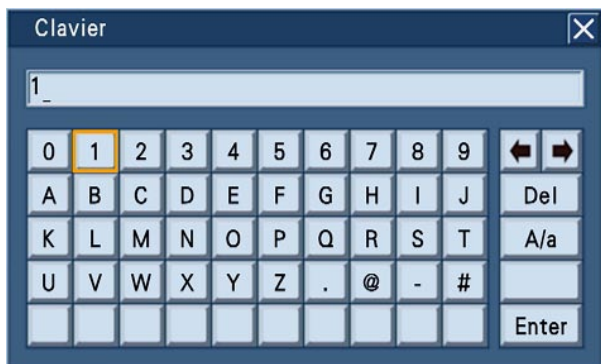 Clavier
1_
0 1 2 3 4 5 6 7 8 9
A B C D E F G H I J Del
K L M N O P Q R S T A/a
U V W X Y Z . @ - #
Enter